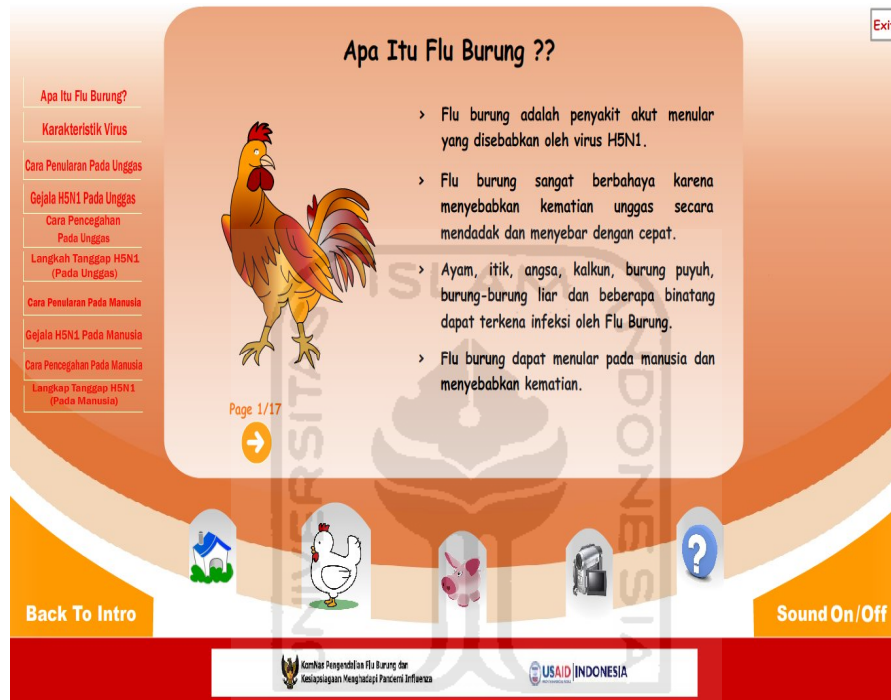 Exi
Apa Itu Flu Burung ??
Apa Itu Flu Burung?
Karakteristik Virus
Cara Penularan Pada Unggas
Gejala H5N1 Pada Unggas
Cara Pencegahan
Pada Unggas
Langkah Tanggap H5N1
(Pada Unggas)
Cara Penularan Pada Manusia
Gejala H5N1 Pada Manusia
Cara Pencegahan Pada Manusia
Langkap Tanggap H5N1
(Pada Manusia)
> Flu burung adalah penyakit akut menular
yang disebabkan oleh virus H5N1.
> Flu burung sangat berbahaya karena
menyebabkan kematian unggas secara
mendadak dan menyebar dengan cepat.
> Ayam, itik, angsa, kalkun, burung puyuh,
burung-burung liar dan beberapa binatang
dapat terkena infeksi oleh Flu Burung.
> Flu burung dapat menular pada manusia dan
menyebabkan kematian.
Page 1/17
UNIVERSITAS ISLAM INDONESIA
?
Back To Intro
Sound On/Off
KomNas Pengendalian Flu Burung dan
Kesiapsiagaan Menghadapi Pandemi Influenza
USAID INDONESIA